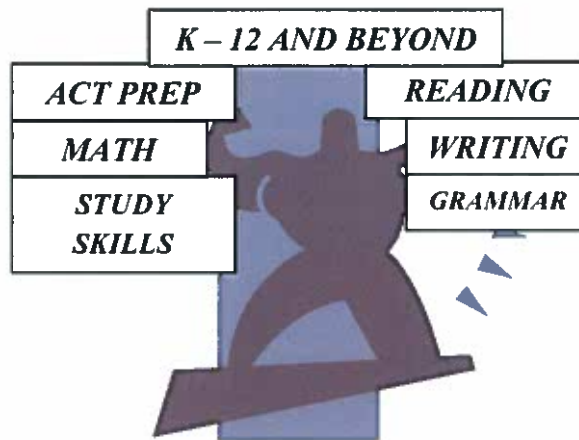 K – 12 AND BEYOND
ACT PREP
READING
MATH
WRITING
STUDY
SKILLS
GRAMMAR